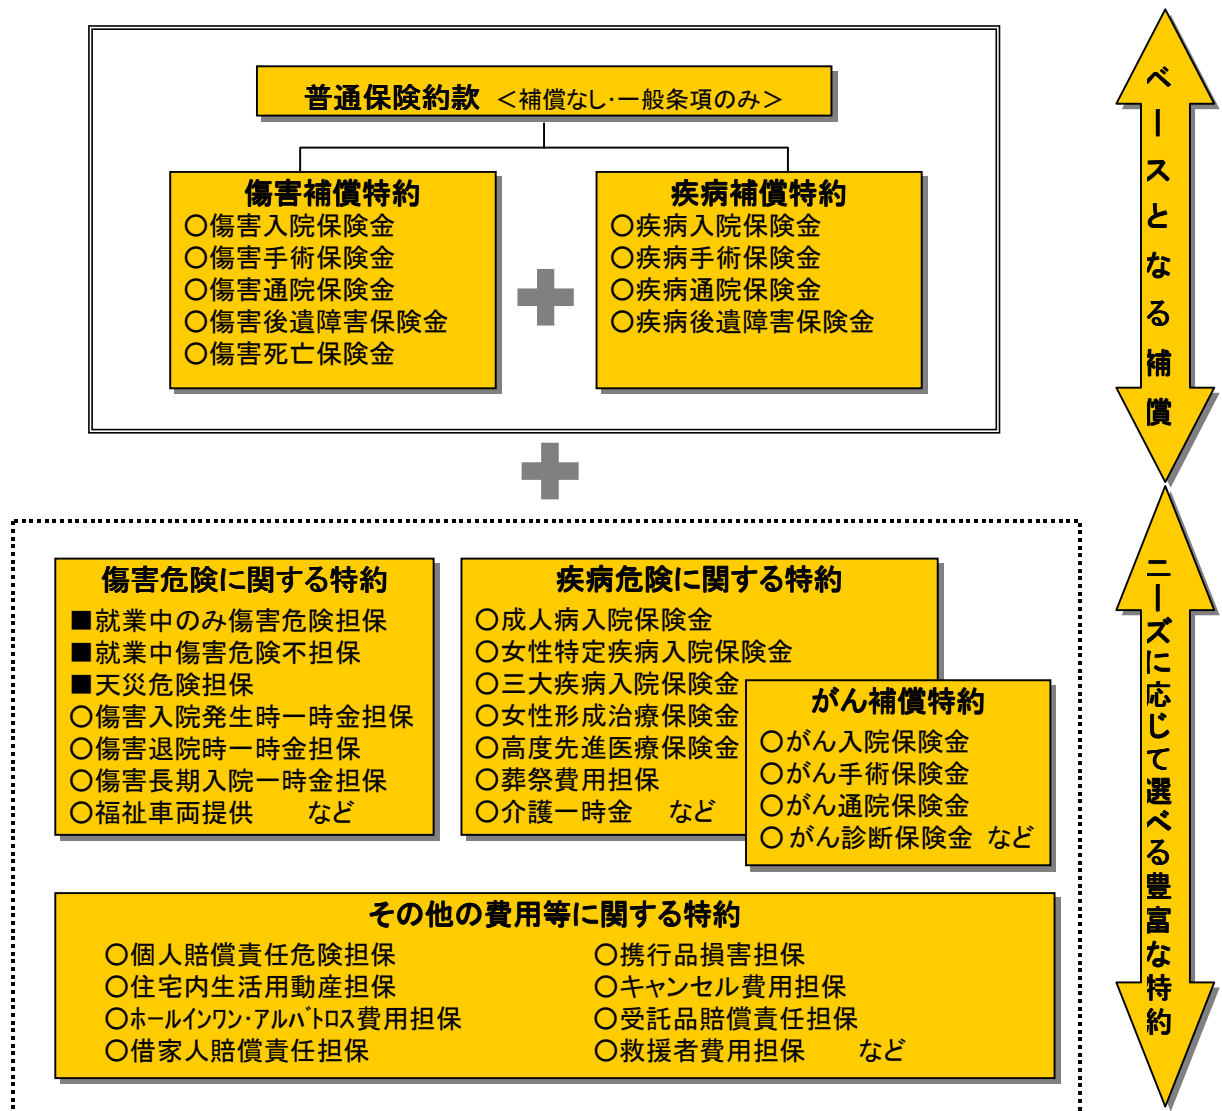 普通保険約款 ＜補償なし・一般条項のみ＞
傷害補償特約
○傷害入院保険金
○傷害手術保険金
○傷害通院保険金
○傷害後遺障害保険金
○傷害死亡保険金
疾病補償特約
○疾病入院保険金
○疾病手術保険金
○疾病通院保険金
○疾病後遺障害保険金
ベースとなる補償
傷害危険に関する特約
■就業中のみ傷害危険担保
■就業中傷害危険不担保
■天災危険担保
○傷害入院発生時一時金担保
○傷害退院時一時金担保
○傷害長期入院一時金担保
○福祉車両提供　など
疾病危険に関する特約
○成人病入院保険金
○女性特定疾病入院保険金
○三大疾病入院保険金
○女性形成治療保険金
○高度先進医療保険金
○葬祭費用担保
○介護一時金　など
がん補償特約
○がん入院保険金
○がん手術保険金
○がん通院保険金
○がん診断保険金 など
その他の費用等に関する特約
○個人賠償責任危険担保
○住宅内生活用動産担保
○ホールインワン・アルバトロス費用担保
○借家人賠償責任担保
○携行品損害担保
○キャンセル費用担保
○受託品賠償責任担保
○救援者費用担保　など
ニーズに応じて選べる豊富な特約